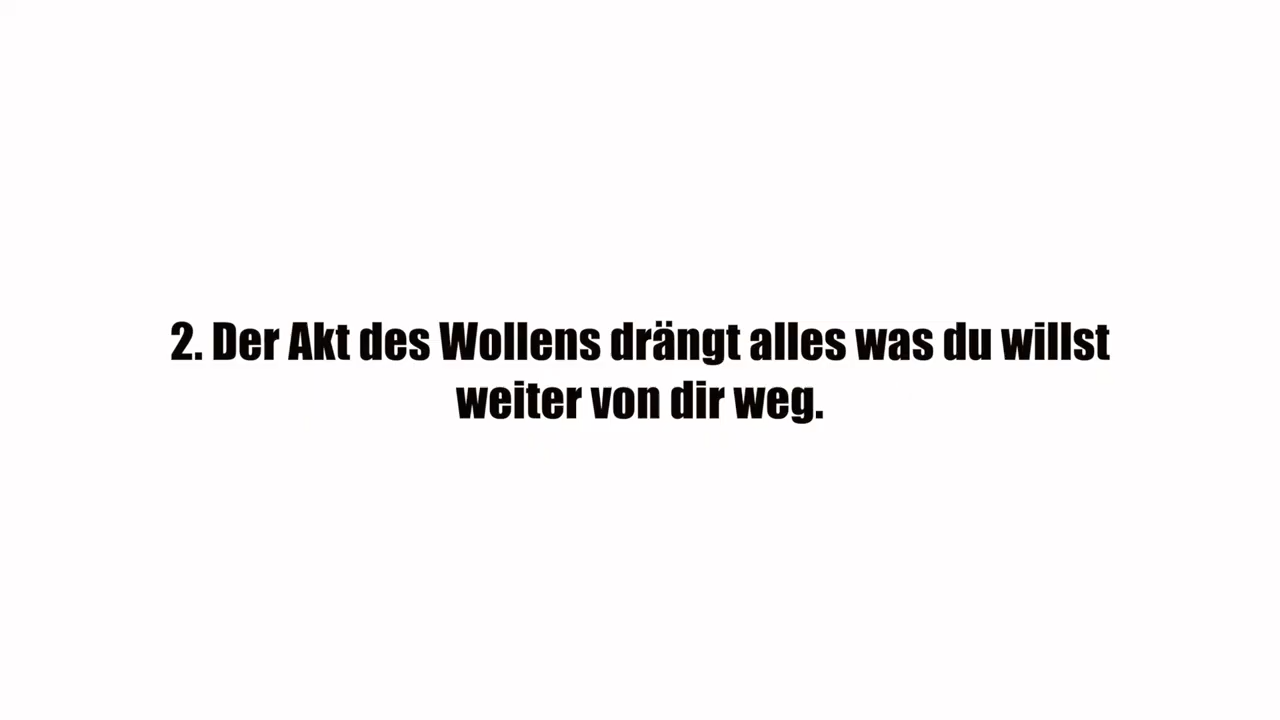 2. Der Akt des Wollens drängt alles was du willst
weiter von dir weg.